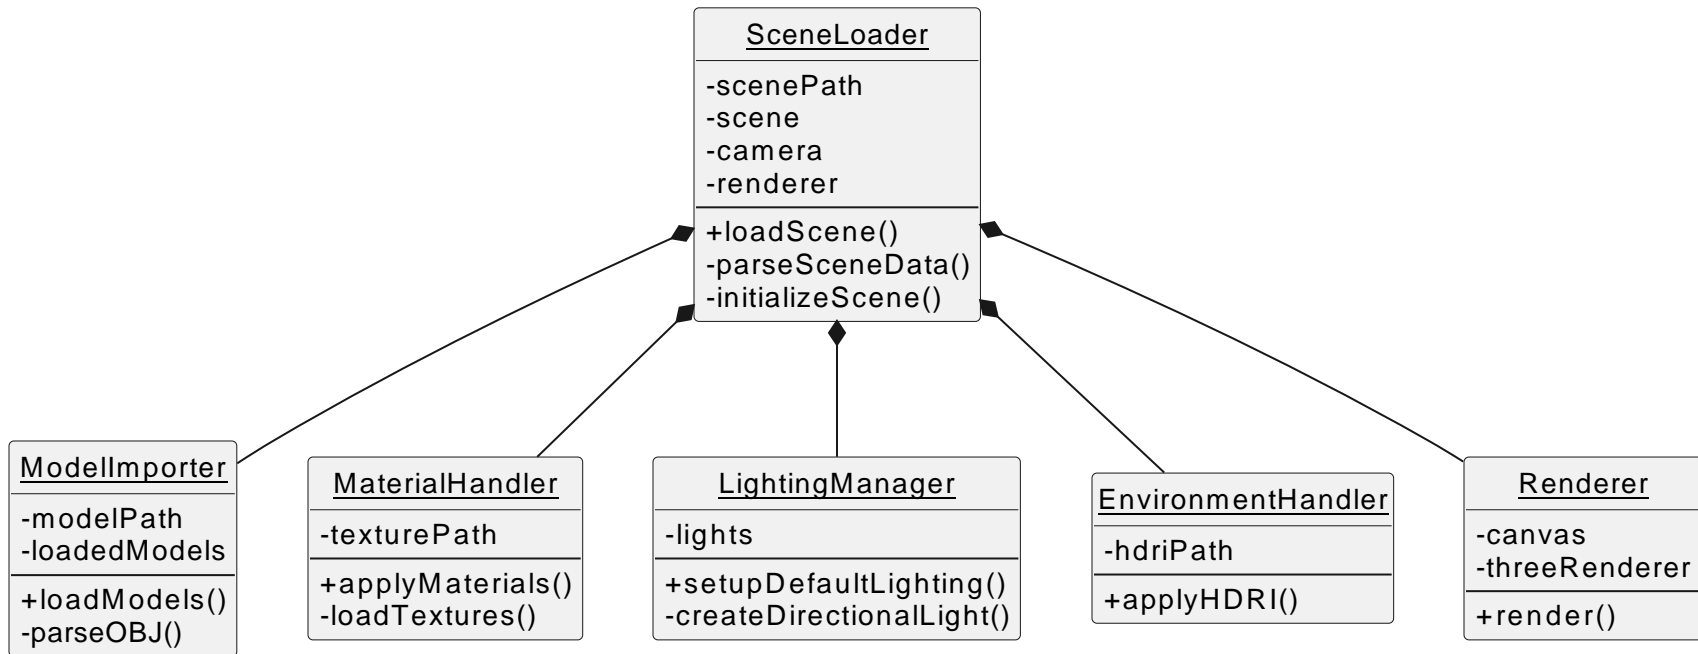 SceneLoader
-scenePath
-scene
-camera
-renderer
+loadScene()
-parseSceneData()
-initializeScene()
ModelImporter
-modelPath
-loadedModels
+loadModels()
-parseOBJ()
MaterialHandler
-texturePath
+applyMaterials()
-loadTextures()
LightingManager
-lights
+setupDefaultLighting()
-createDirectionalLight()
EnvironmentHandler
-hdriPath
+applyHDRI()
Renderer
-canvas
-threeRenderer
+render()